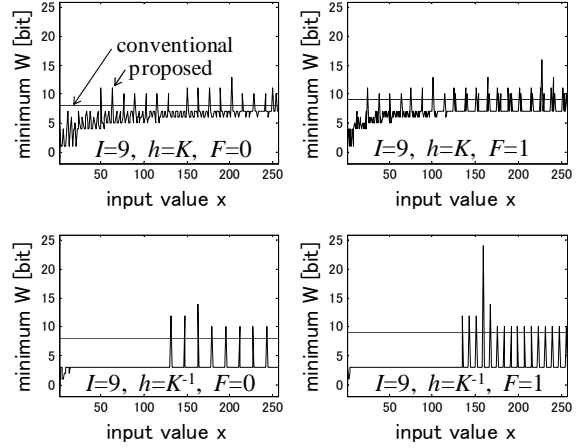 minimum W [bit]
25
20
15
10
5
0
conventional
proposed
I=9, h=K, F=0
50 100 150 200 250
input value x
minimum W [bit]
25
20
15
10
5
0
I=9, h=K, F=1
50 100 150 200 250
input value x
minimum W [bit]
25
20
15
10
5
0
I=9, h=K⁻¹, F=0
50 100 150 200 250
input value x
minimum W [bit]
25
20
15
10
5
0
I=9, h=K⁻¹, F=1
50 100 150 200 250
input value x